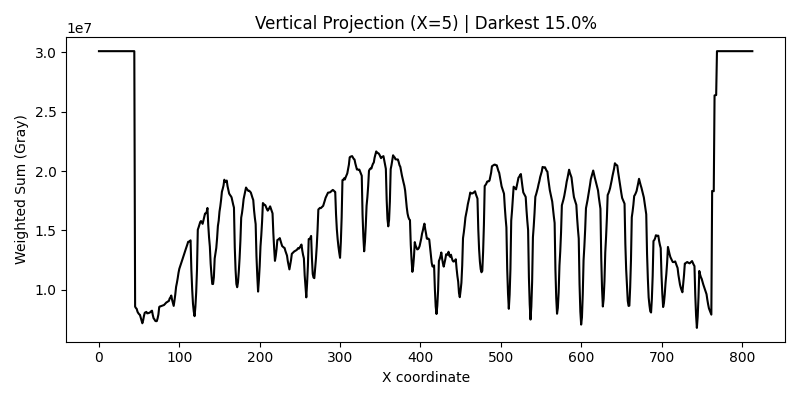 Vertical Projection (X=5) | Darkest 15.0%
1e7
3.0
2.5
2.0
1.5
1.0
Weighted Sum (Gray)
0 100 200 300 400 500 600 700 800
X coordinate